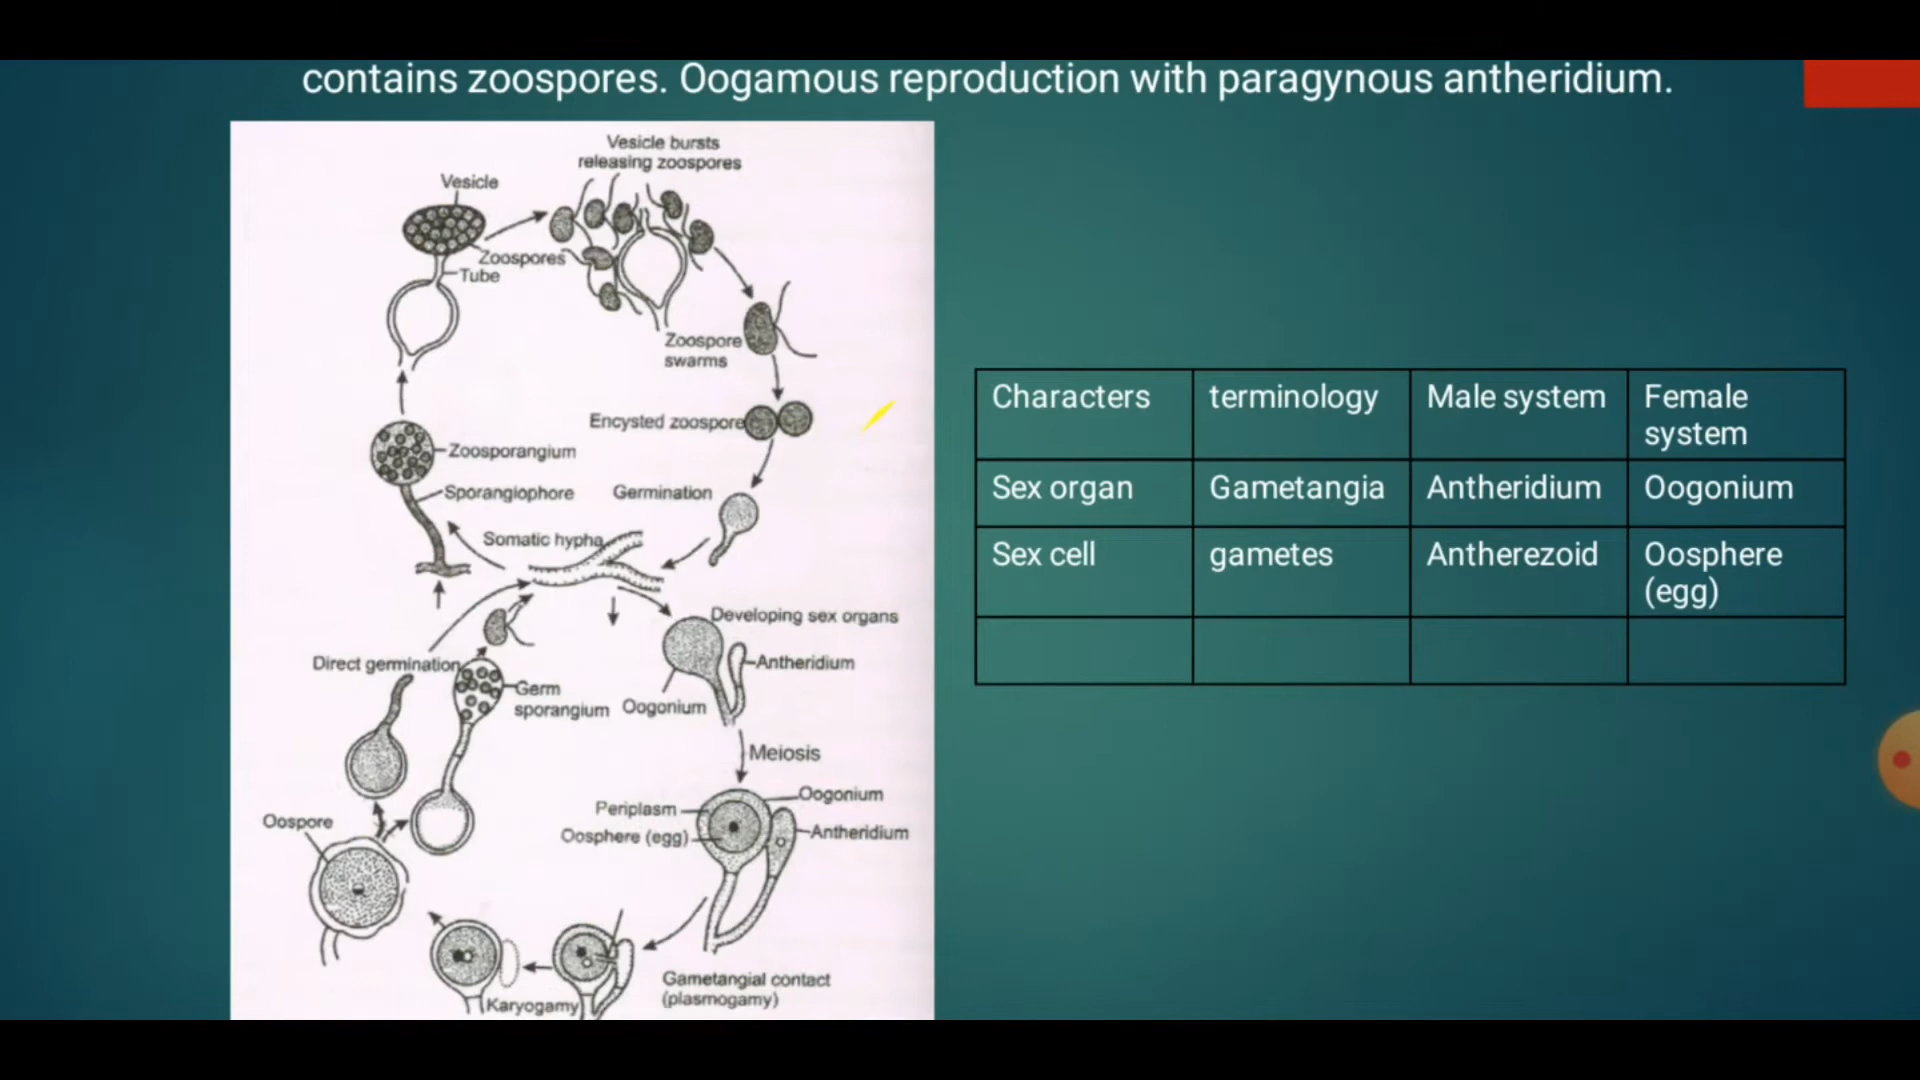 contains zoospores. Oogamous reproduction with paragynous antheridium.
Vesicle bursts
releasing zoospores
Vesicle
Zoospores
Tube
Zoospore
swarms
Encysted zoospore
Zoosporangium
Sporangiophore
Germination
Somatic hypha
Developing sex organs
Antheridium
Direct germination
Germ
sporangium
Oogonium
Meiosis
Oogonium
Periplasm
Antheridium
Oosphere (egg)
Oospore
Gametangial contact
(plasmogamy)
Karyogamy
Characters terminology Male system Female
system
Sex organ Gametangia Antheridium Oogonium
Sex cell gametes Antherezoid Oosphere
(egg)